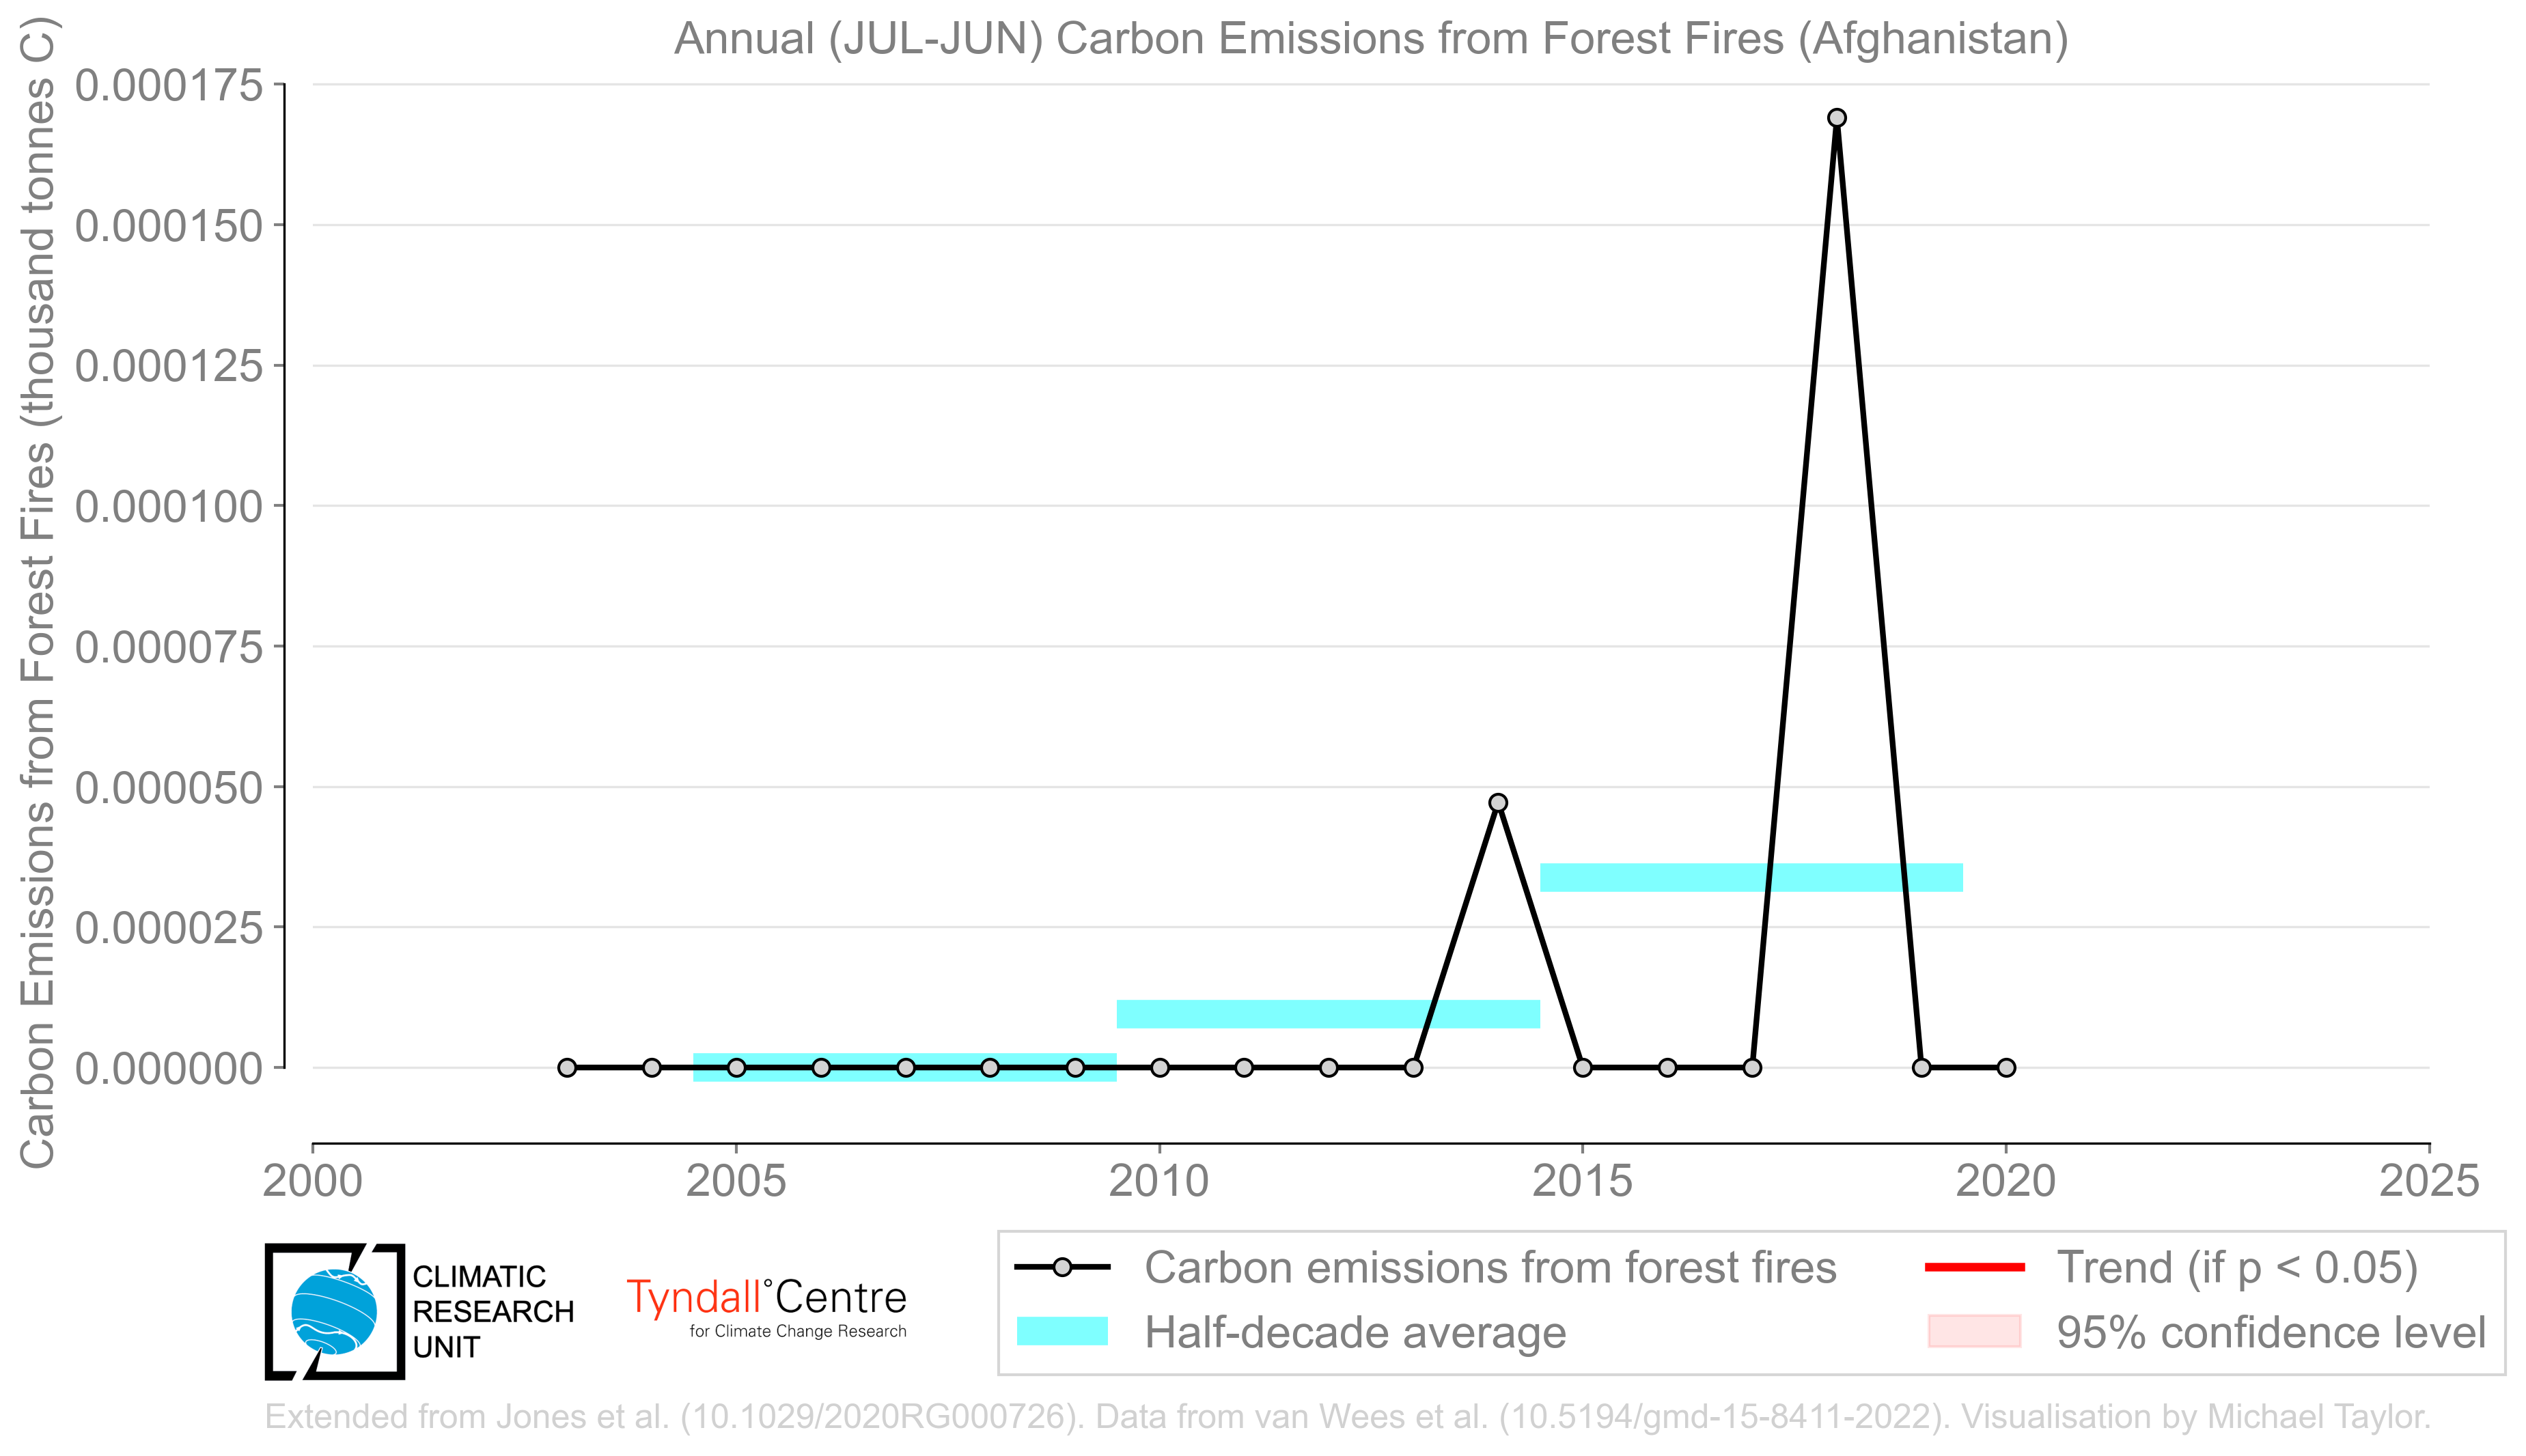 Annual (JUL-JUN) Carbon Emissions from Forest Fires (Afghanistan)
Carbon Emissions from Forest Fires (thousand tonnes C)
0.000175
0.000150
0.000125
0.000100
0.000075
0.000050
0.000025
0.000000
2000 2005 2010 2015 2020 2025
CLIMATIC
RESEARCH
UNIT
Tyndall°Centre
for Climate Change Research
Carbon emissions from forest fires
Half-decade average
Trend (if p < 0.05)
95% confidence level
Extended from Jones et al. (10.1029/2020RG000726). Data from van Wees et al. (10.5194/gmd-15-8411-2022). Visualisation by Michael Taylor.